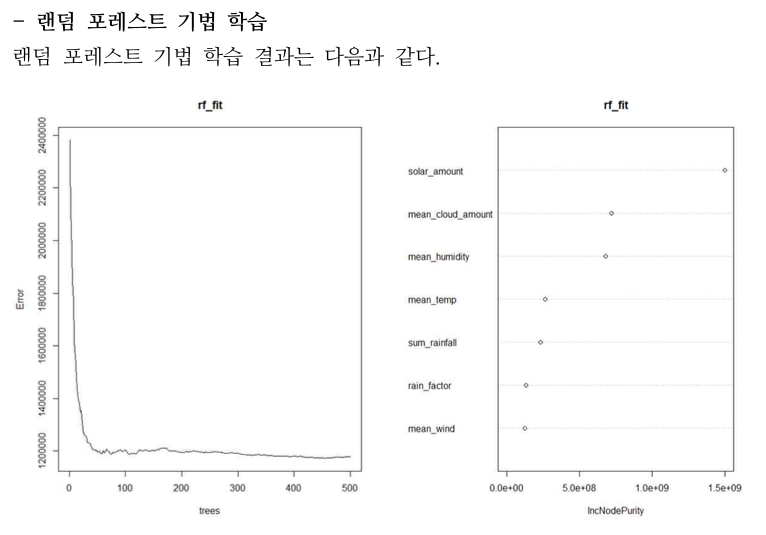 - 랜덤 포레스트 기법 학습
랜덤 포레스트 기법 학습 결과는 다음과 같다.
rf_fit
2400000
2200000
2000000
1800000
1600000
1400000
1200000
Error
0 100 200 300 400 500
trees
rf_fit
solar_amount
mean_cloud_amount
mean_humidity
mean_temp
sum_rainfall
rain_factor
mean_wind
0.0e+00 5.0e+08 1.0e+09 1.5e+09
IncNodePurity